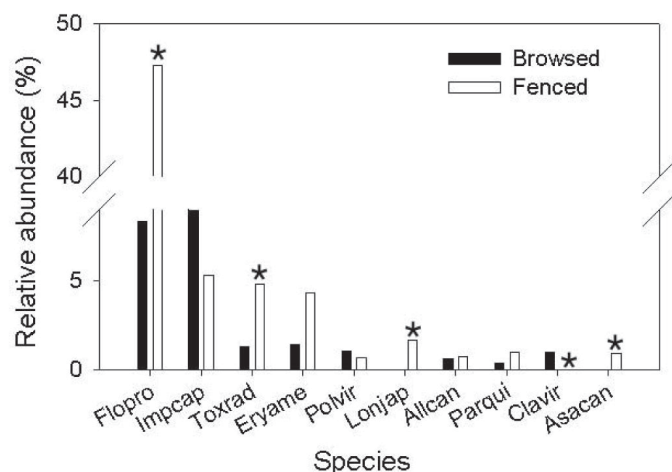 50
45
40
5
0
Relative abundance (%)
Browsed
Fenced
*
*
*
*
*
Flopro
Impcap
Toxrad
Eryame
Polvir
Lonjap
Allcan
Parqui
Clavir
Asacan
Species